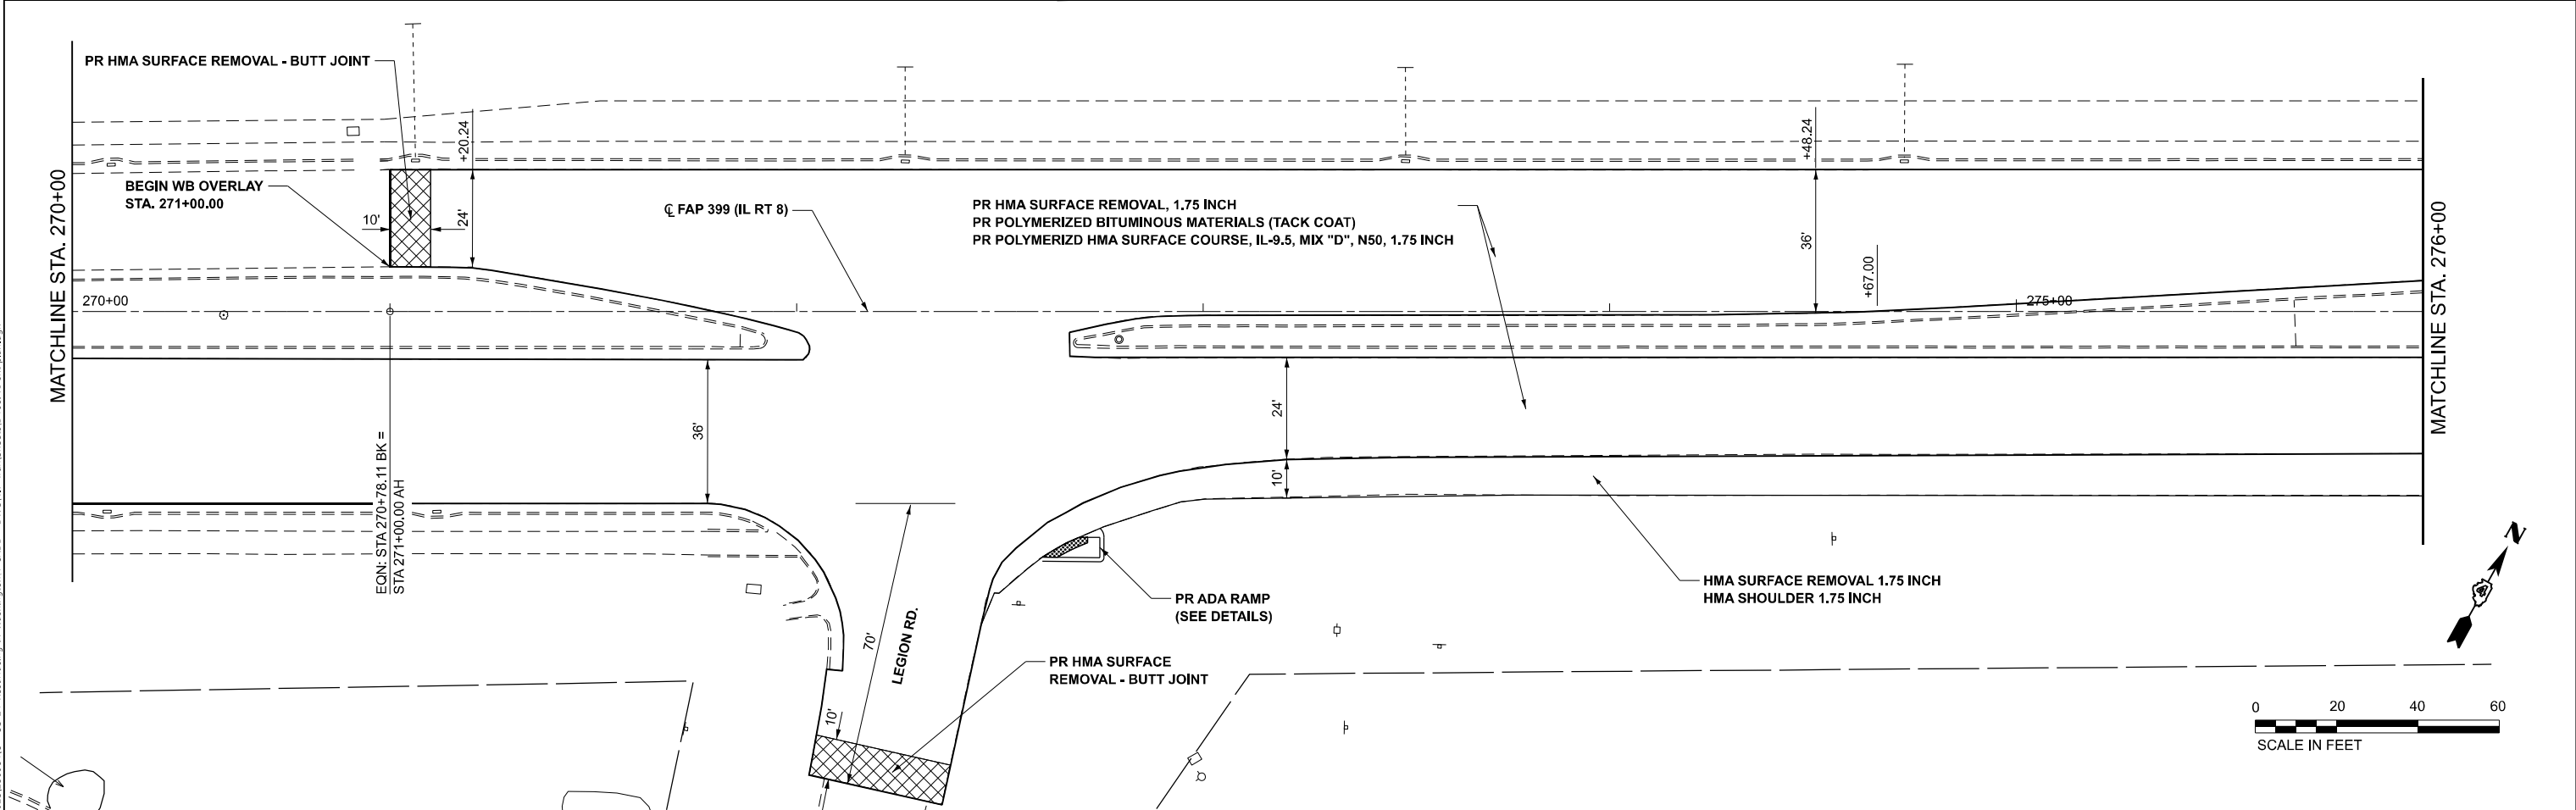 PR HMA SURFACE REMOVAL - BUTT JOINT
MATCHLINE STA. 270+00
BEGIN WB OVERLAY
STA. 271+00.00
10'
24'
+20.24
℄ FAP 399 (IL RT 8)
PR HMA SURFACE REMOVAL, 1.75 INCH
PR POLYMERIZED BITUMINOUS MATERIALS (TACK COAT)
PR POLYMERIZD HMA SURFACE COURSE, IL-9.5, MIX "D", N50, 1.75 INCH
+48.24
36'
+67.00
MATCHLINE STA. 276+00
270+00
275+00
36'
24'
10'
EQN: STA 270+78.11 BK =
STA 271+00.00 AH
70'
LEGION RD.
10'
PR ADA RAMP
(SEE DETAILS)
PR HMA SURFACE
REMOVAL - BUTT JOINT
HMA SURFACE REMOVAL 1.75 INCH
HMA SHOULDER 1.75 INCH
N
0 20 40 60
SCALE IN FEET